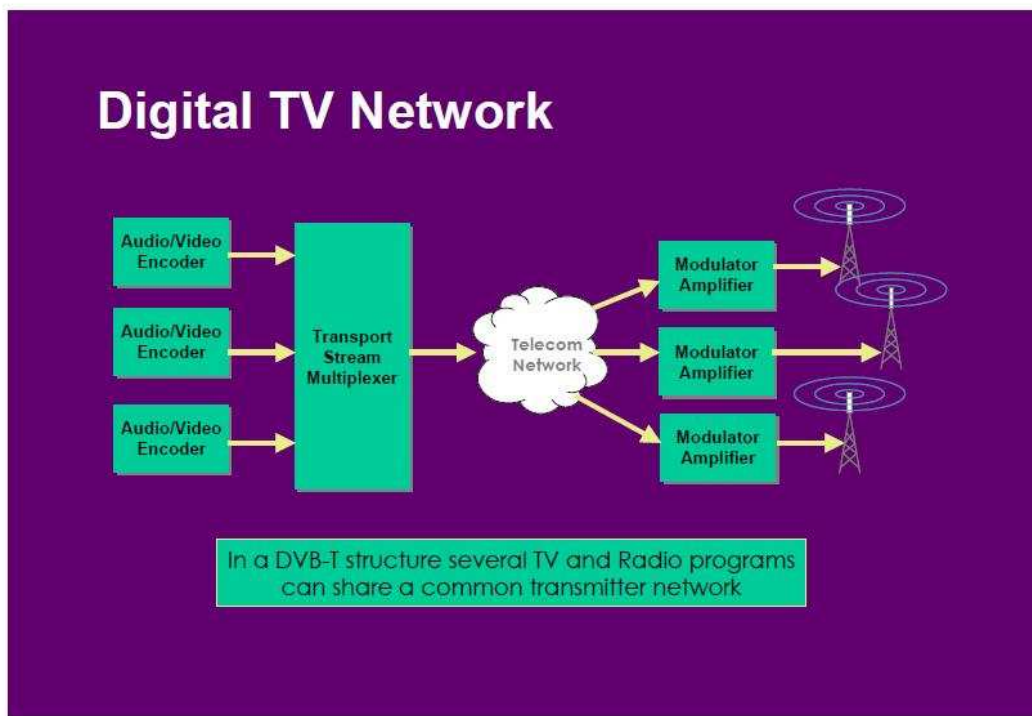 Digital TV Network
Audio/Video
Encoder
Audio/Video
Encoder
Audio/Video
Encoder
Transport
Stream
Multiplexer
Telecom
Network
Modulator
Amplifier
Modulator
Amplifier
Modulator
Amplifier
In a DVB-T structure several TV and Radio programs
can share a common transmitter network